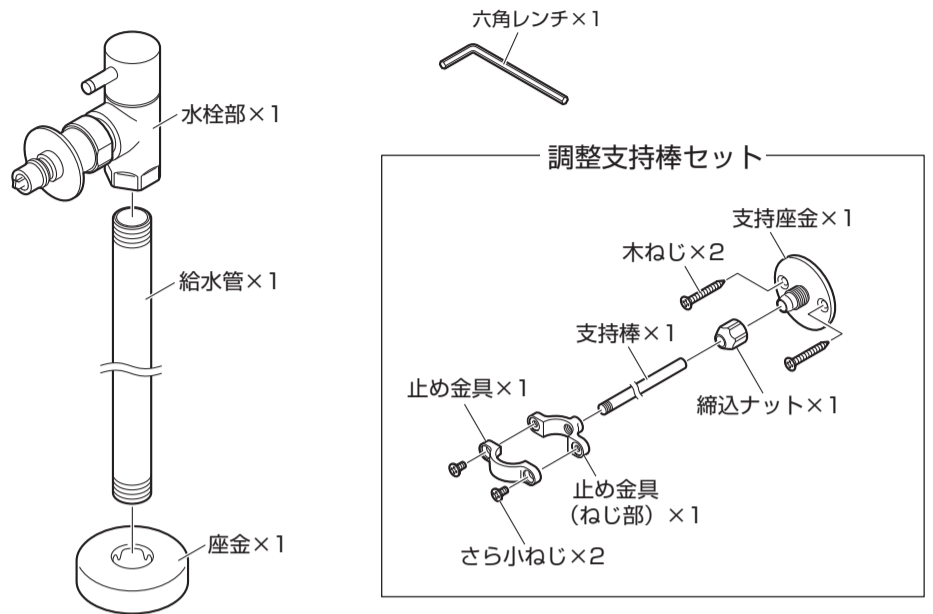 六角レンチ×1
水栓部×1
調整支持棒セット
支持座金×1
木ねじ×2
給水管×1
支持棒×1
止め金具×1
締込ナット×1
止め金具
（ねじ部）×1
座金×1
さら小ねじ×2